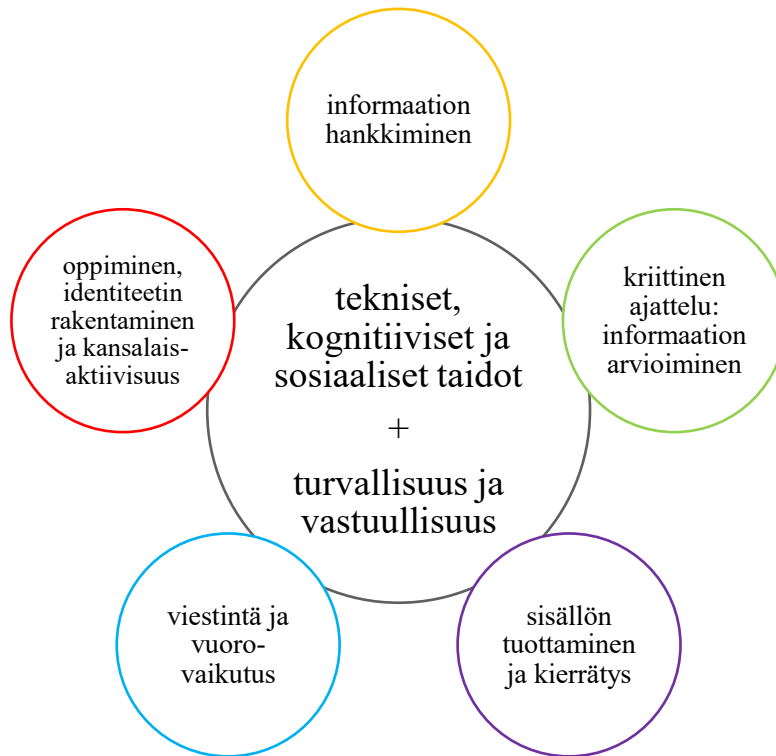 informaation
hankkiminen
oppiminen,
identiteetin
rakentaminen
ja kansalais-
aktiivisuus
tekniset,
kognitiiviset ja
sosiaaliset taidot
+
turvallisuus ja
vastuullisuus
kriittinen
ajattelu:
informaation
arvioiminen
viestintä ja
vuoro-
vaikutus
sisällön
tuottaminen
ja kierrätys